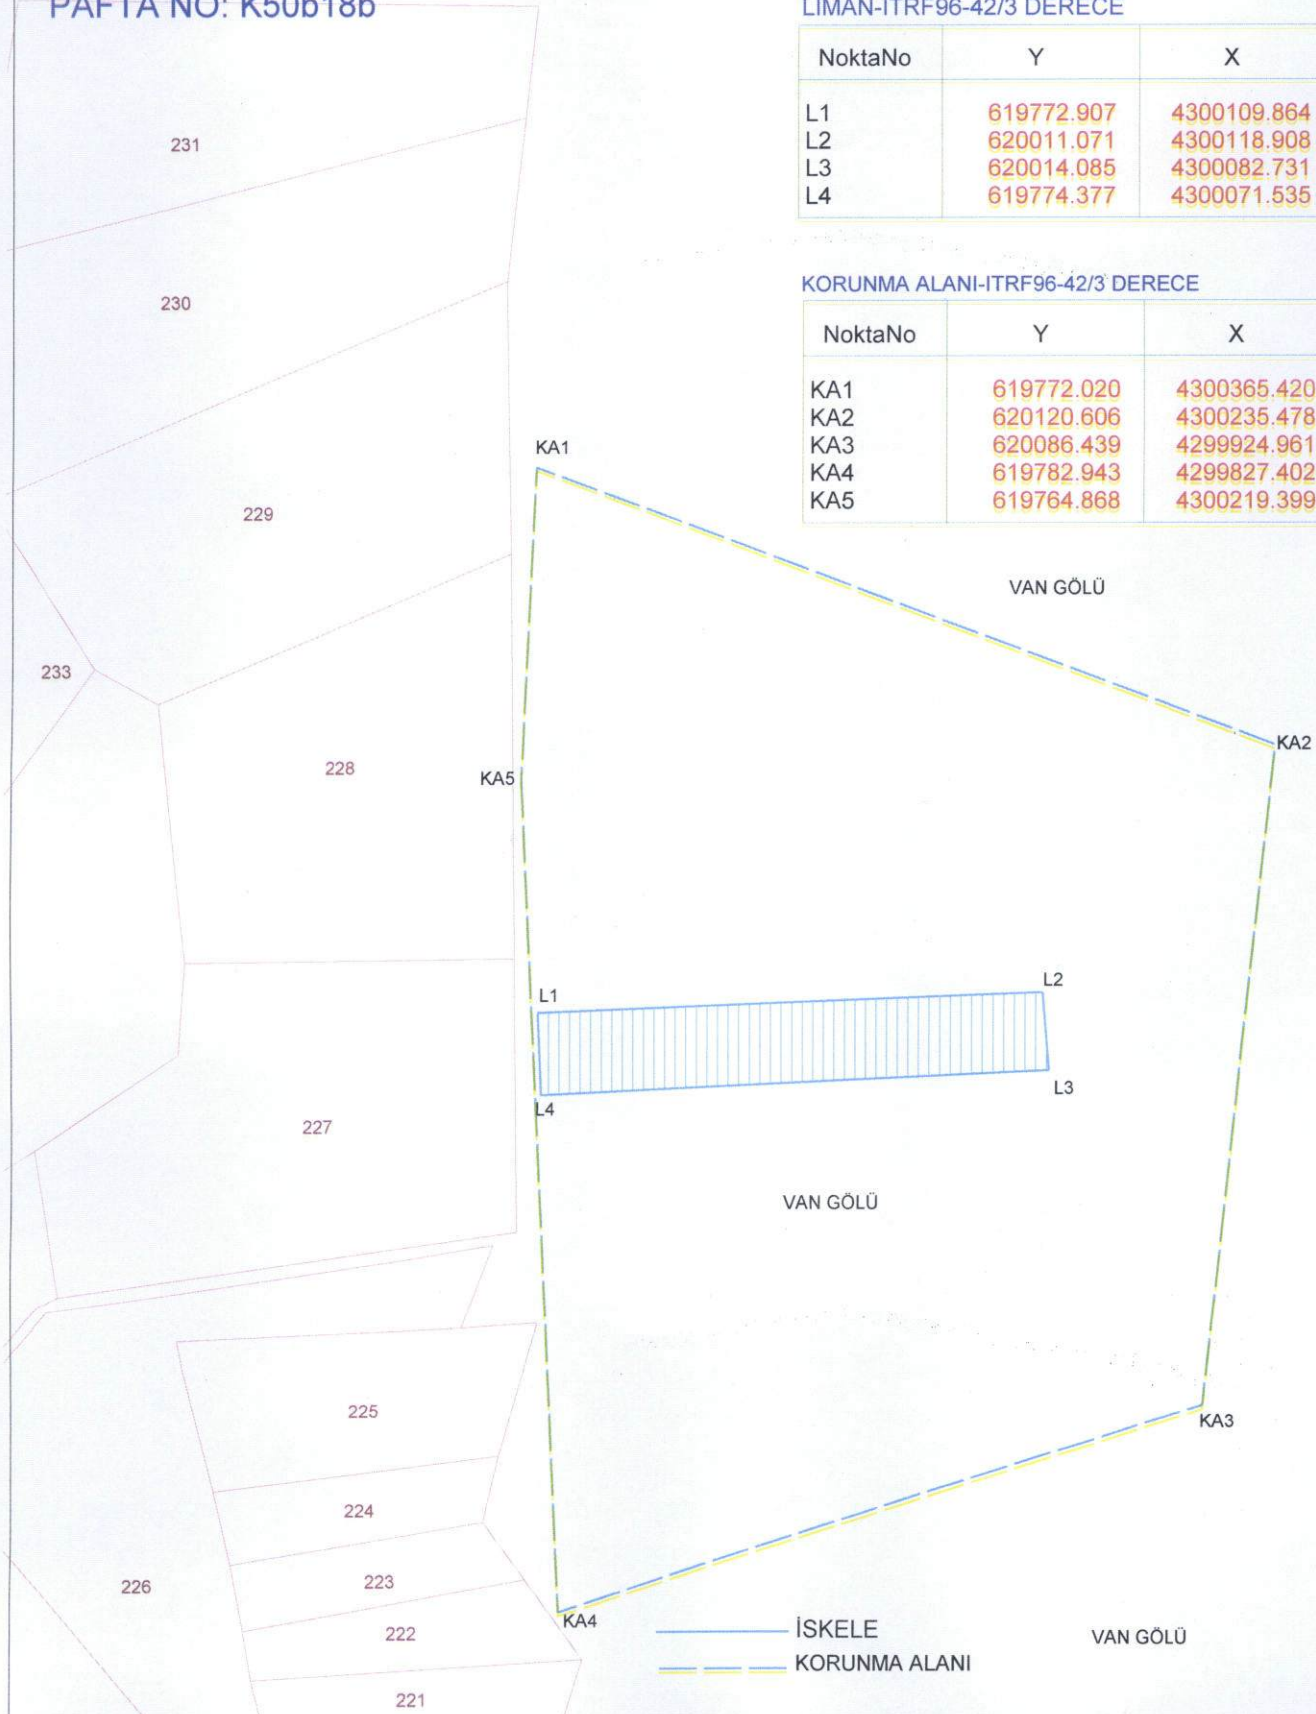 PAFTA NO: K50b18b
LİMAN-ITRF96-42/3 DERECE
NoktaNo Y X
L1 619772.907 4300109.864
L2 620011.071 4300118.908
L3 620014.085 4300082.731
L4 619774.377 4300071.535
KORUNMA ALANI-ITRF96-42/3 DERECE
NoktaNo Y X
KA1 619772.020 4300365.420
KA2 620120.606 4300235.478
KA3 620086.439 4299924.961
KA4 619782.943 4299827.402
KA5 619764.868 4300219.399
231
230
KA1
229
VAN GÖLÜ
233
KA2
228
KA5
L2
L1
L3
L4
227
VAN GÖLÜ
225
KA3
224
223
226
KA4
İSKELE
222
VAN GÖLÜ
KORUNMA ALANI
221